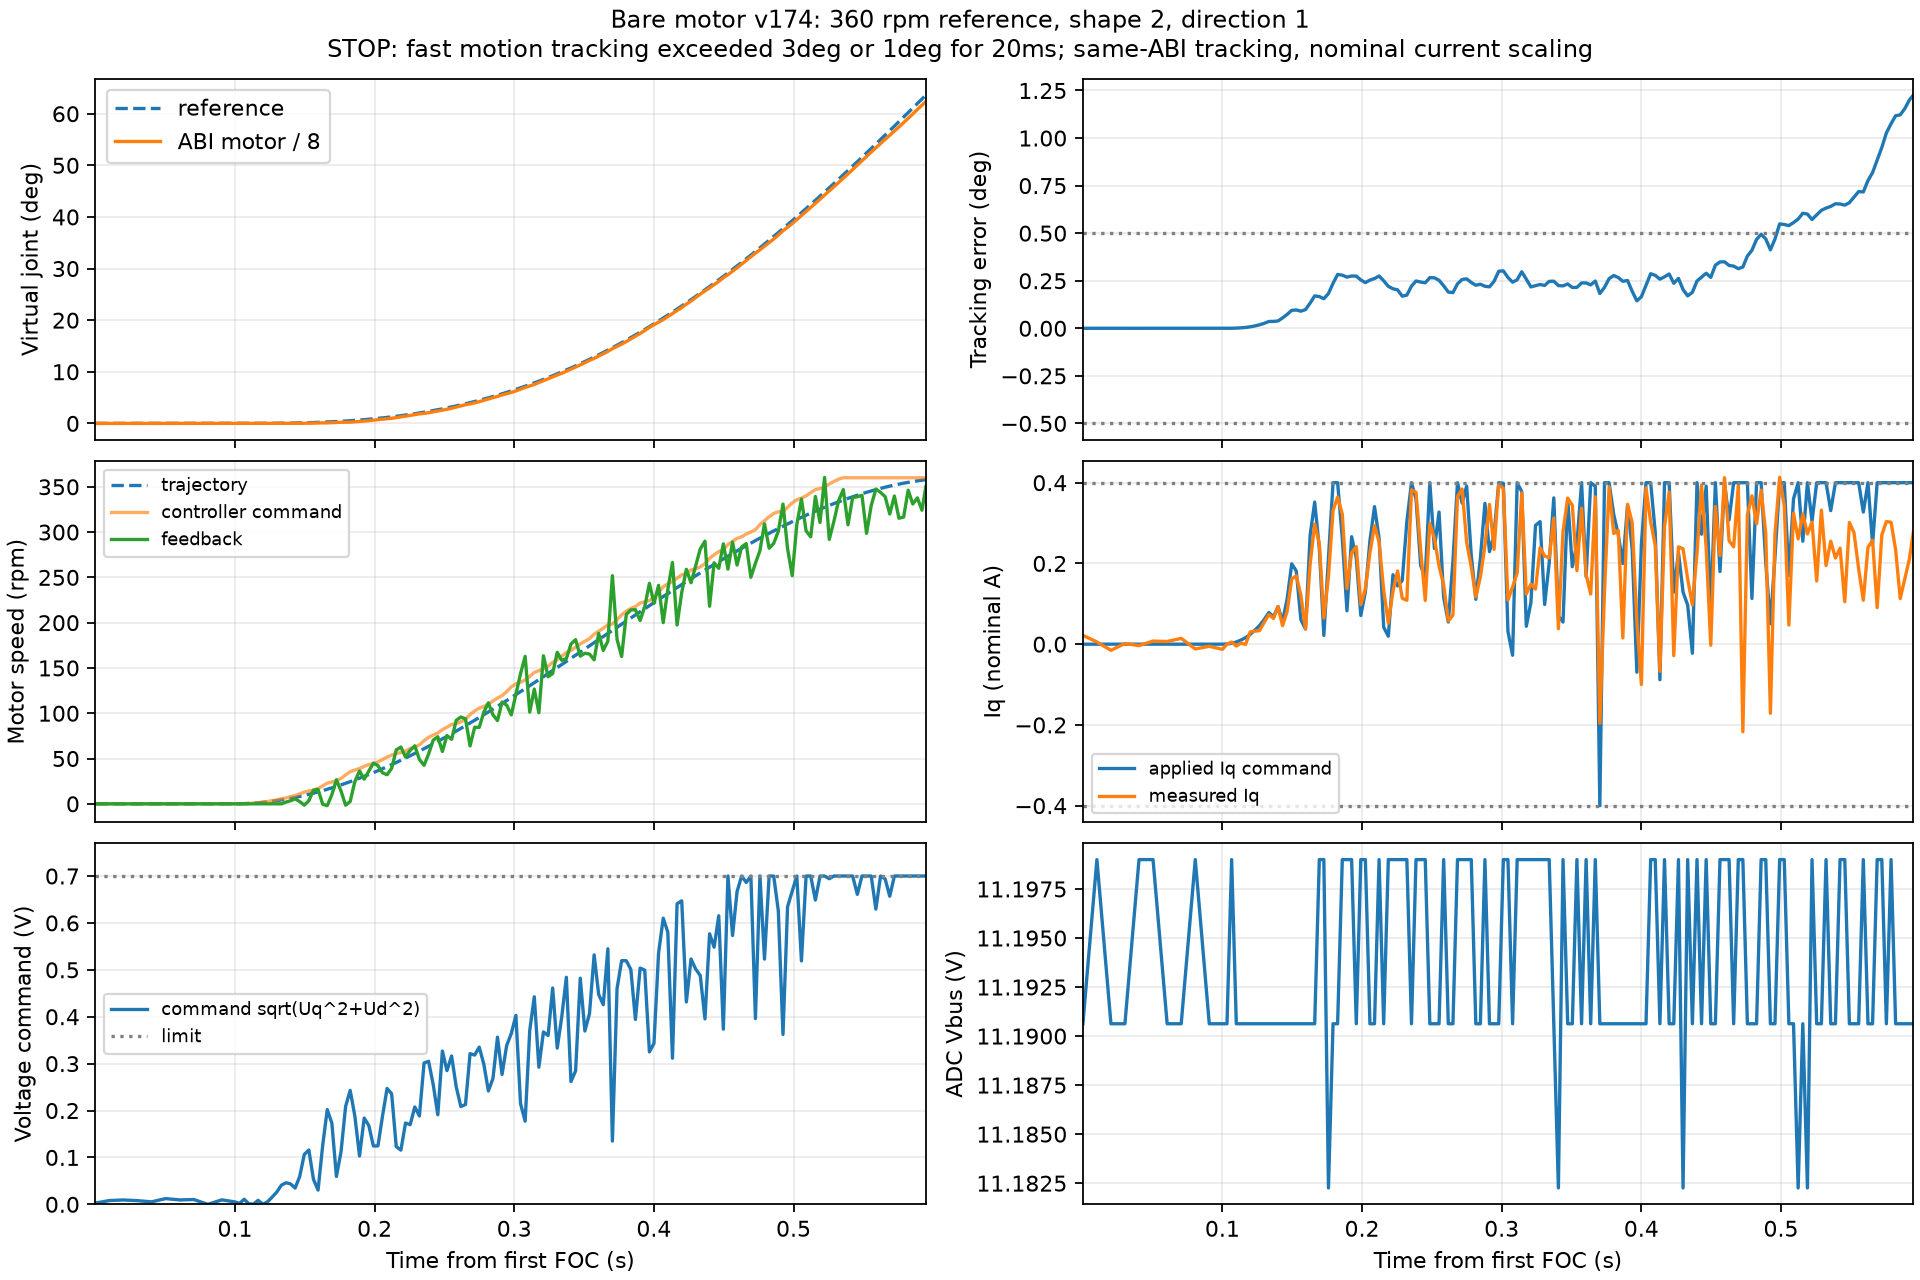 Bare motor v174: 360 rpm reference, shape 2, direction 1
STOP: fast motion tracking exceeded 3deg or 1deg for 20ms; same-ABI tracking, nominal current scaling
Virtual joint (deg)
60
50
40
30
20
10
0
reference
ABI motor / 8
Tracking error (deg)
1.25
1.00
0.75
0.50
0.25
0.00
−0.25
−0.50
Motor speed (rpm)
350
300
250
200
150
100
50
0
trajectory
controller command
feedback
Iq (nominal A)
0.4
0.2
0.0
−0.2
−0.4
applied Iq command
measured Iq
Voltage command (V)
0.7
0.6
0.5
0.4
0.3
0.2
0.1
0.0
command sqrt(Uq^2+Ud^2)
limit
0.1
0.2
0.3
0.4
0.5
Time from first FOC (s)
ADC Vbus (V)
11.1975
11.1950
11.1925
11.1900
11.1875
11.1850
11.1825
0.1
0.2
0.3
0.4
0.5
Time from first FOC (s)